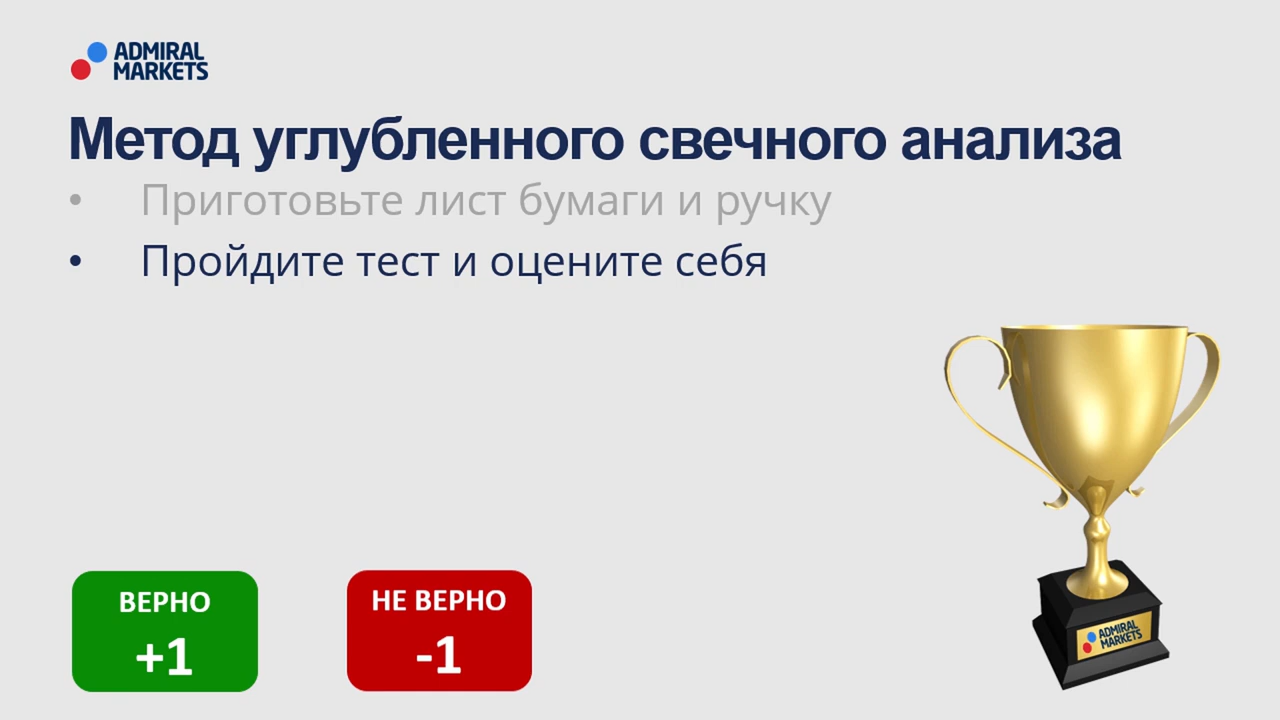 ADMIRAL
MARKETS
Метод углубленного свечного анализа
• Приготовьте лист бумаги и ручку
• Пройдите тест и оцените себя
ВЕРНО
+1
НЕ ВЕРНО
-1
ADMIRAL
MARKETS